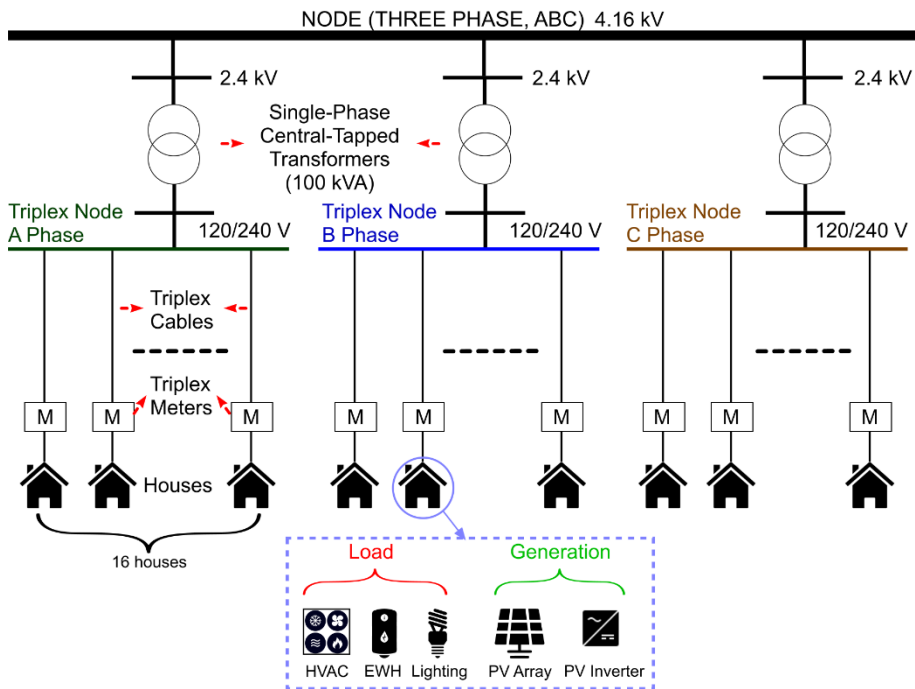 NODE (THREE PHASE, ABC) 4.16 kV
2.4 kV
2.4 kV
2.4 kV
Single-Phase
Central-Tapped
Transformers
(100 kVA)
Triplex Node
A Phase
120/240 V
Triplex Node
B Phase
120/240 V
Triplex Node
C Phase
120/240 V
Triplex
Cables
Triplex
Meters
M
M
M
M
M
M
M
M
M
Houses
16 houses
Load
Generation
HVAC
EWH
Lighting
PV Array
PV Inverter